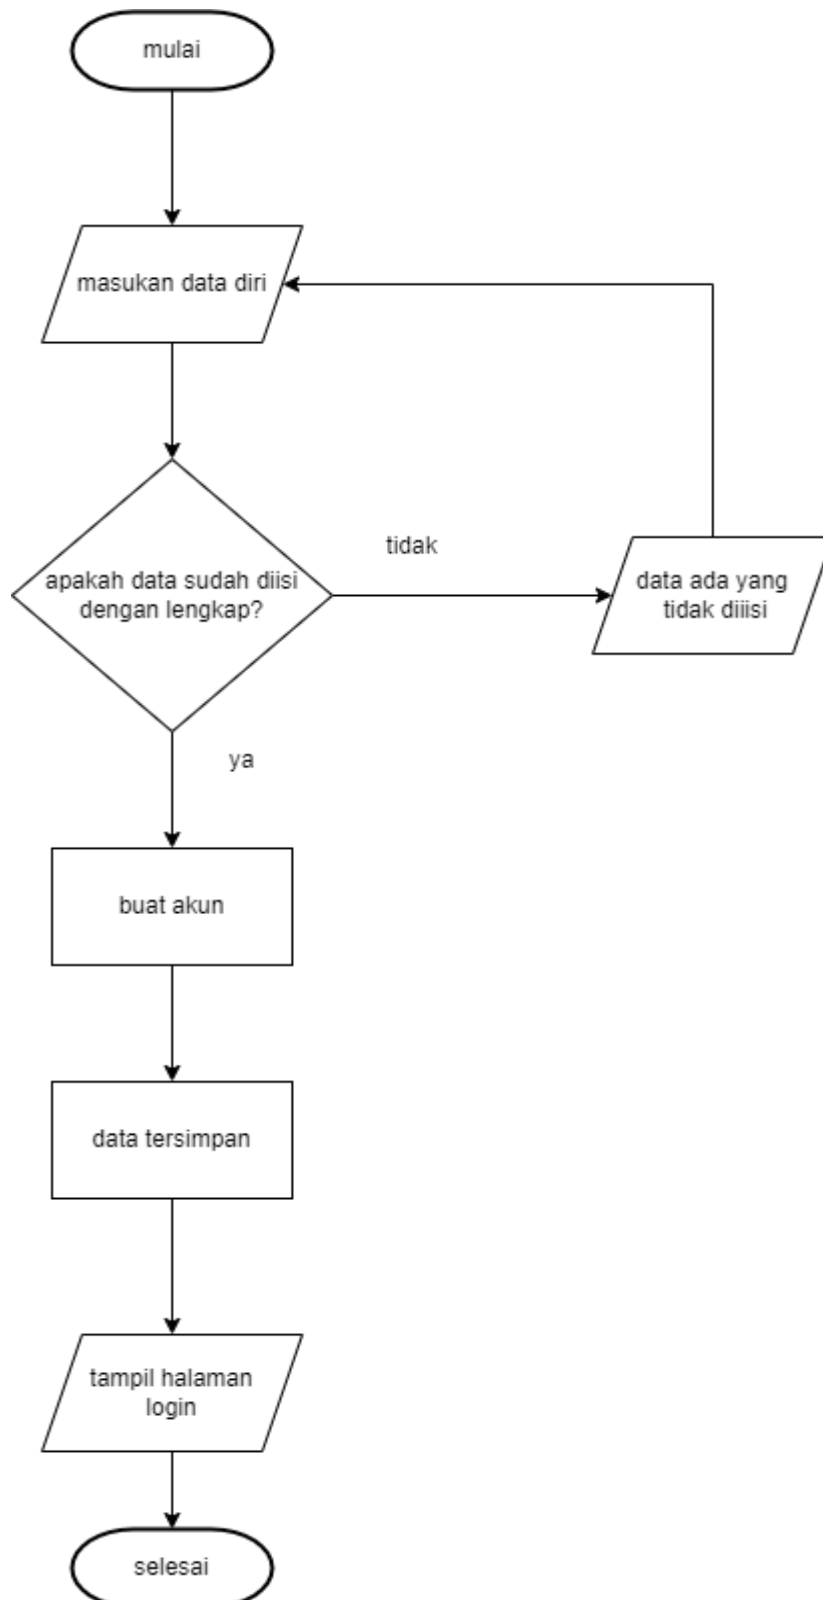 mulai
masukan data diri
apakah data sudah diisi
dengan lengkap?
tidak
data ada yang
tidak diiisi
ya
buat akun
data tersimpan
tampil halaman
login
selesai